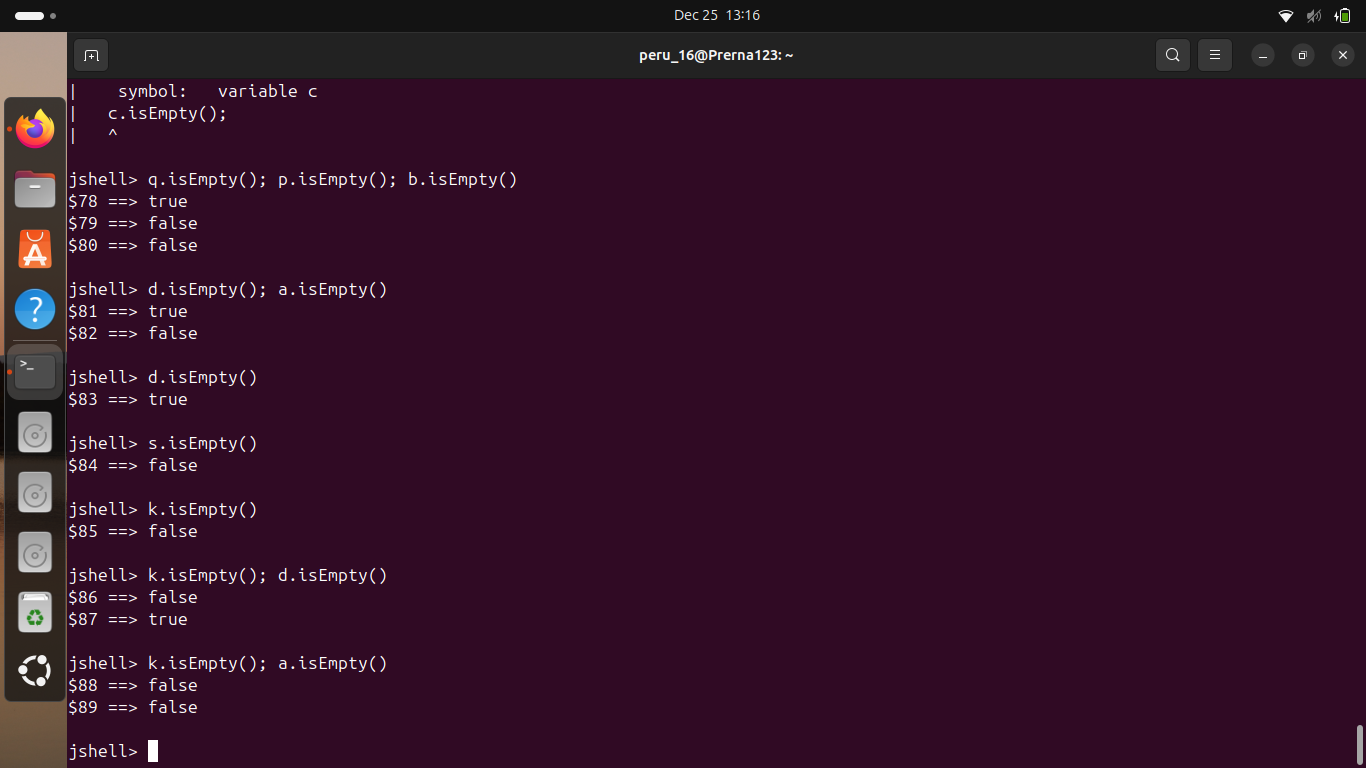 Dec 25 13:16
peru_16@Prerna123: ~
|    symbol:   variable c
|   c.isEmpty();
|   ^
jshell> q.isEmpty(); p.isEmpty(); b.isEmpty()
$78 ==> true
$79 ==> false
$80 ==> false
jshell> d.isEmpty(); a.isEmpty()
$81 ==> true
$82 ==> false
jshell> d.isEmpty()
$83 ==> true
jshell> s.isEmpty()
$84 ==> false
jshell> k.isEmpty()
$85 ==> false
jshell> k.isEmpty(); d.isEmpty()
$86 ==> false
$87 ==> true
jshell> k.isEmpty(); a.isEmpty()
$88 ==> false
$89 ==> false
jshell>